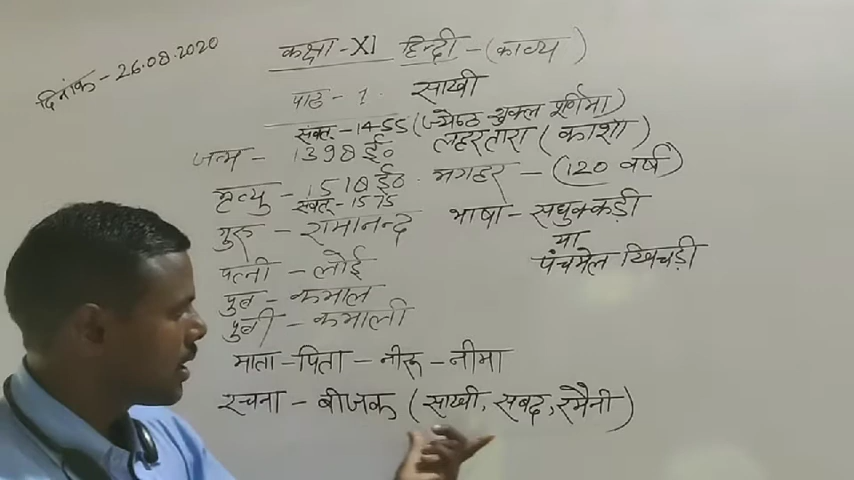 दिनांक - 26.08.2020
कक्षा - XI हिन्दी - (काव्य)
पाठ - 1. साखी
संवत् - 1455 (ज्येष्ठ शुक्ल पूर्णिमा)
जन्म - 1398 ई० लहरतारा (काशी)
मृत्यु - 1518 ई०. मगहर - (120 वर्ष)
संवत् - 1575
गुरू - रामानन्द भाषा - सधुक्कड़ी
या
पंचमेल खिचड़ी
पत्नी - लोई
पुत्र - कमाल
पुत्री - कमाली
माता - पिता - नीरू - नीमा
रचना - बीजक (साखी, सबद, रमैनी)